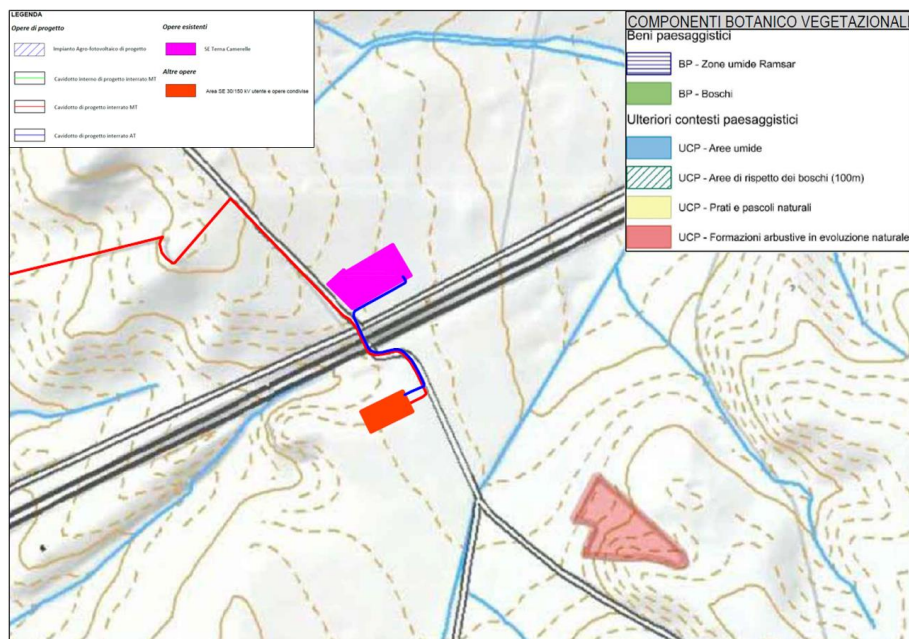 LEGENDA
Opere di progetto
Impianto Agro-fotovoltaico di progetto
Cavidotto interno di progetto interrato MT
Cavidotto di progetto interrato MT
Cavidotto di progetto interrato AT
Opere esistenti
SE Terna Camerelle
Altre opere
Area SE 30/150 kV utente e opere condivise
COMPONENTI BOTANICO VEGETAZIONALI
Beni paesaggistici
BP - Zone umide Ramsar
BP - Boschi
Ulteriori contesti paesaggistici
UCP - Aree umide
UCP - Aree di rispetto dei boschi (100m)
UCP - Prati e pascoli naturali
UCP - Formazioni arbustive in evoluzione naturale